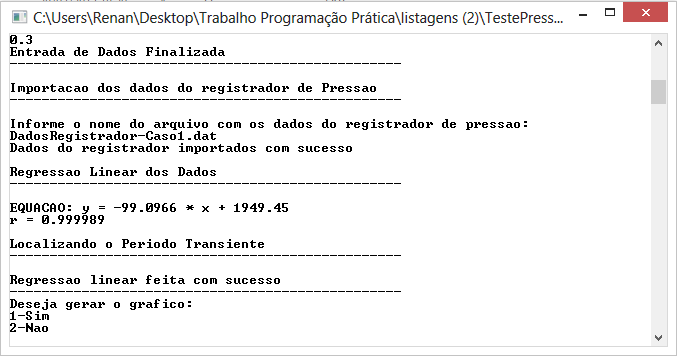 C:\Users\Renan\Desktop\Trabalho Programação Prática\listagens (2)\TestePress...
0.3
Entrada de Dados Finalizada
-------------------------------------------------
Importacao dos dados do registrador de Pressao
-------------------------------------------------
Informe o nome do arquivo com os dados do registrador de pressao:
DadosRegistrador-Caso1.dat
Dados do registrador importados com sucesso
Regressao Linear dos Dados
-------------------------------------------------
EQUACAO: y = -99.0966 * x + 1949.45
r = 0.999989
Localizando o Periodo Transiente
-------------------------------------------------
Regressao linear feita com sucesso
-------------------------------------------------
Deseja gerar o grafico:
1-Sim
2-Nao